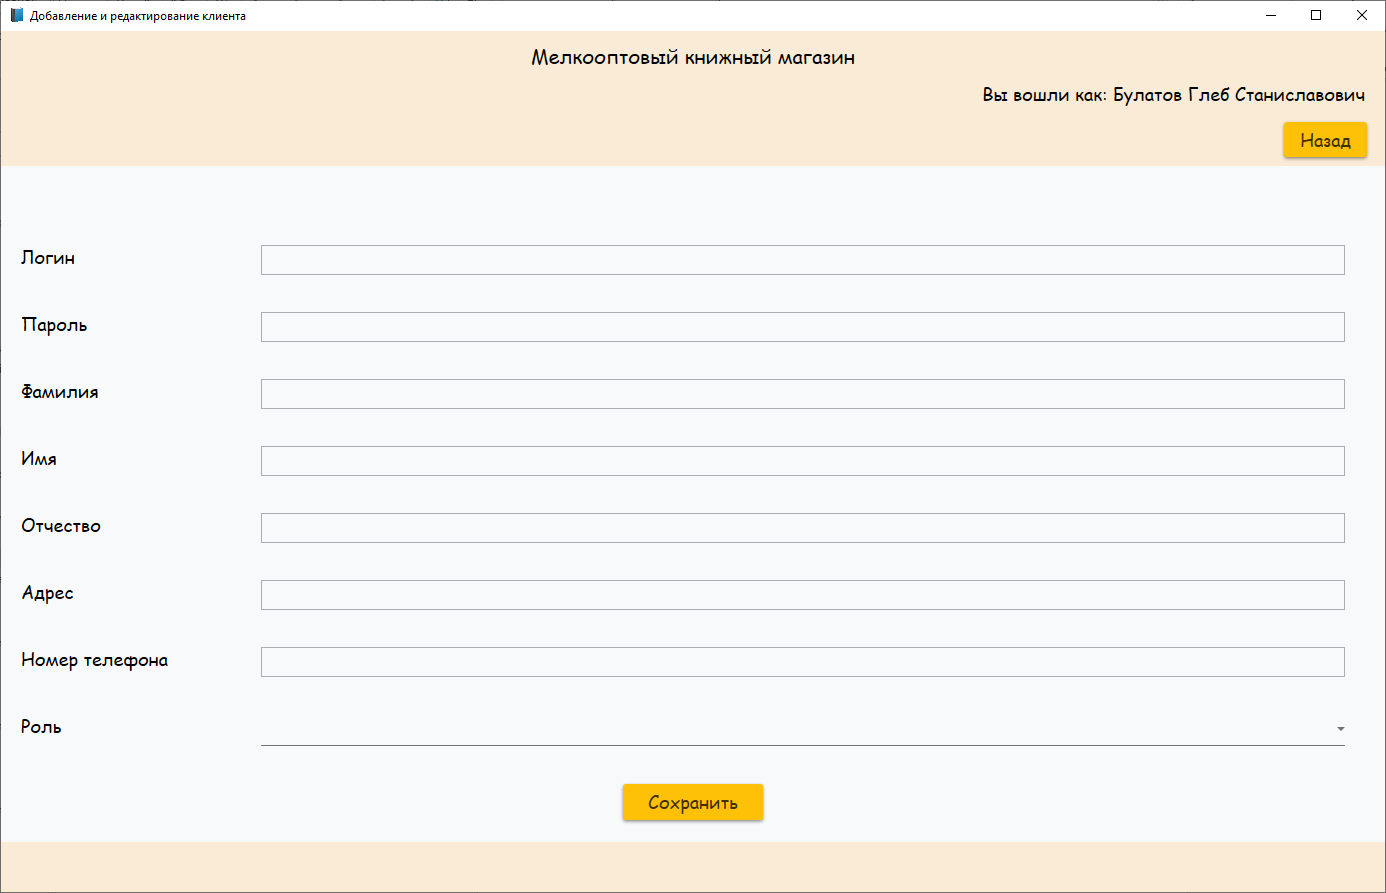 Добавление и редактирование клиента
Мелкооптовый книжный магазин
Вы вошли как: Булатов Глеб Станиславович
Назад
Логин
Пароль
Фамилия
Имя
Отчество
Адрес
Номер телефона
Роль
Сохранить